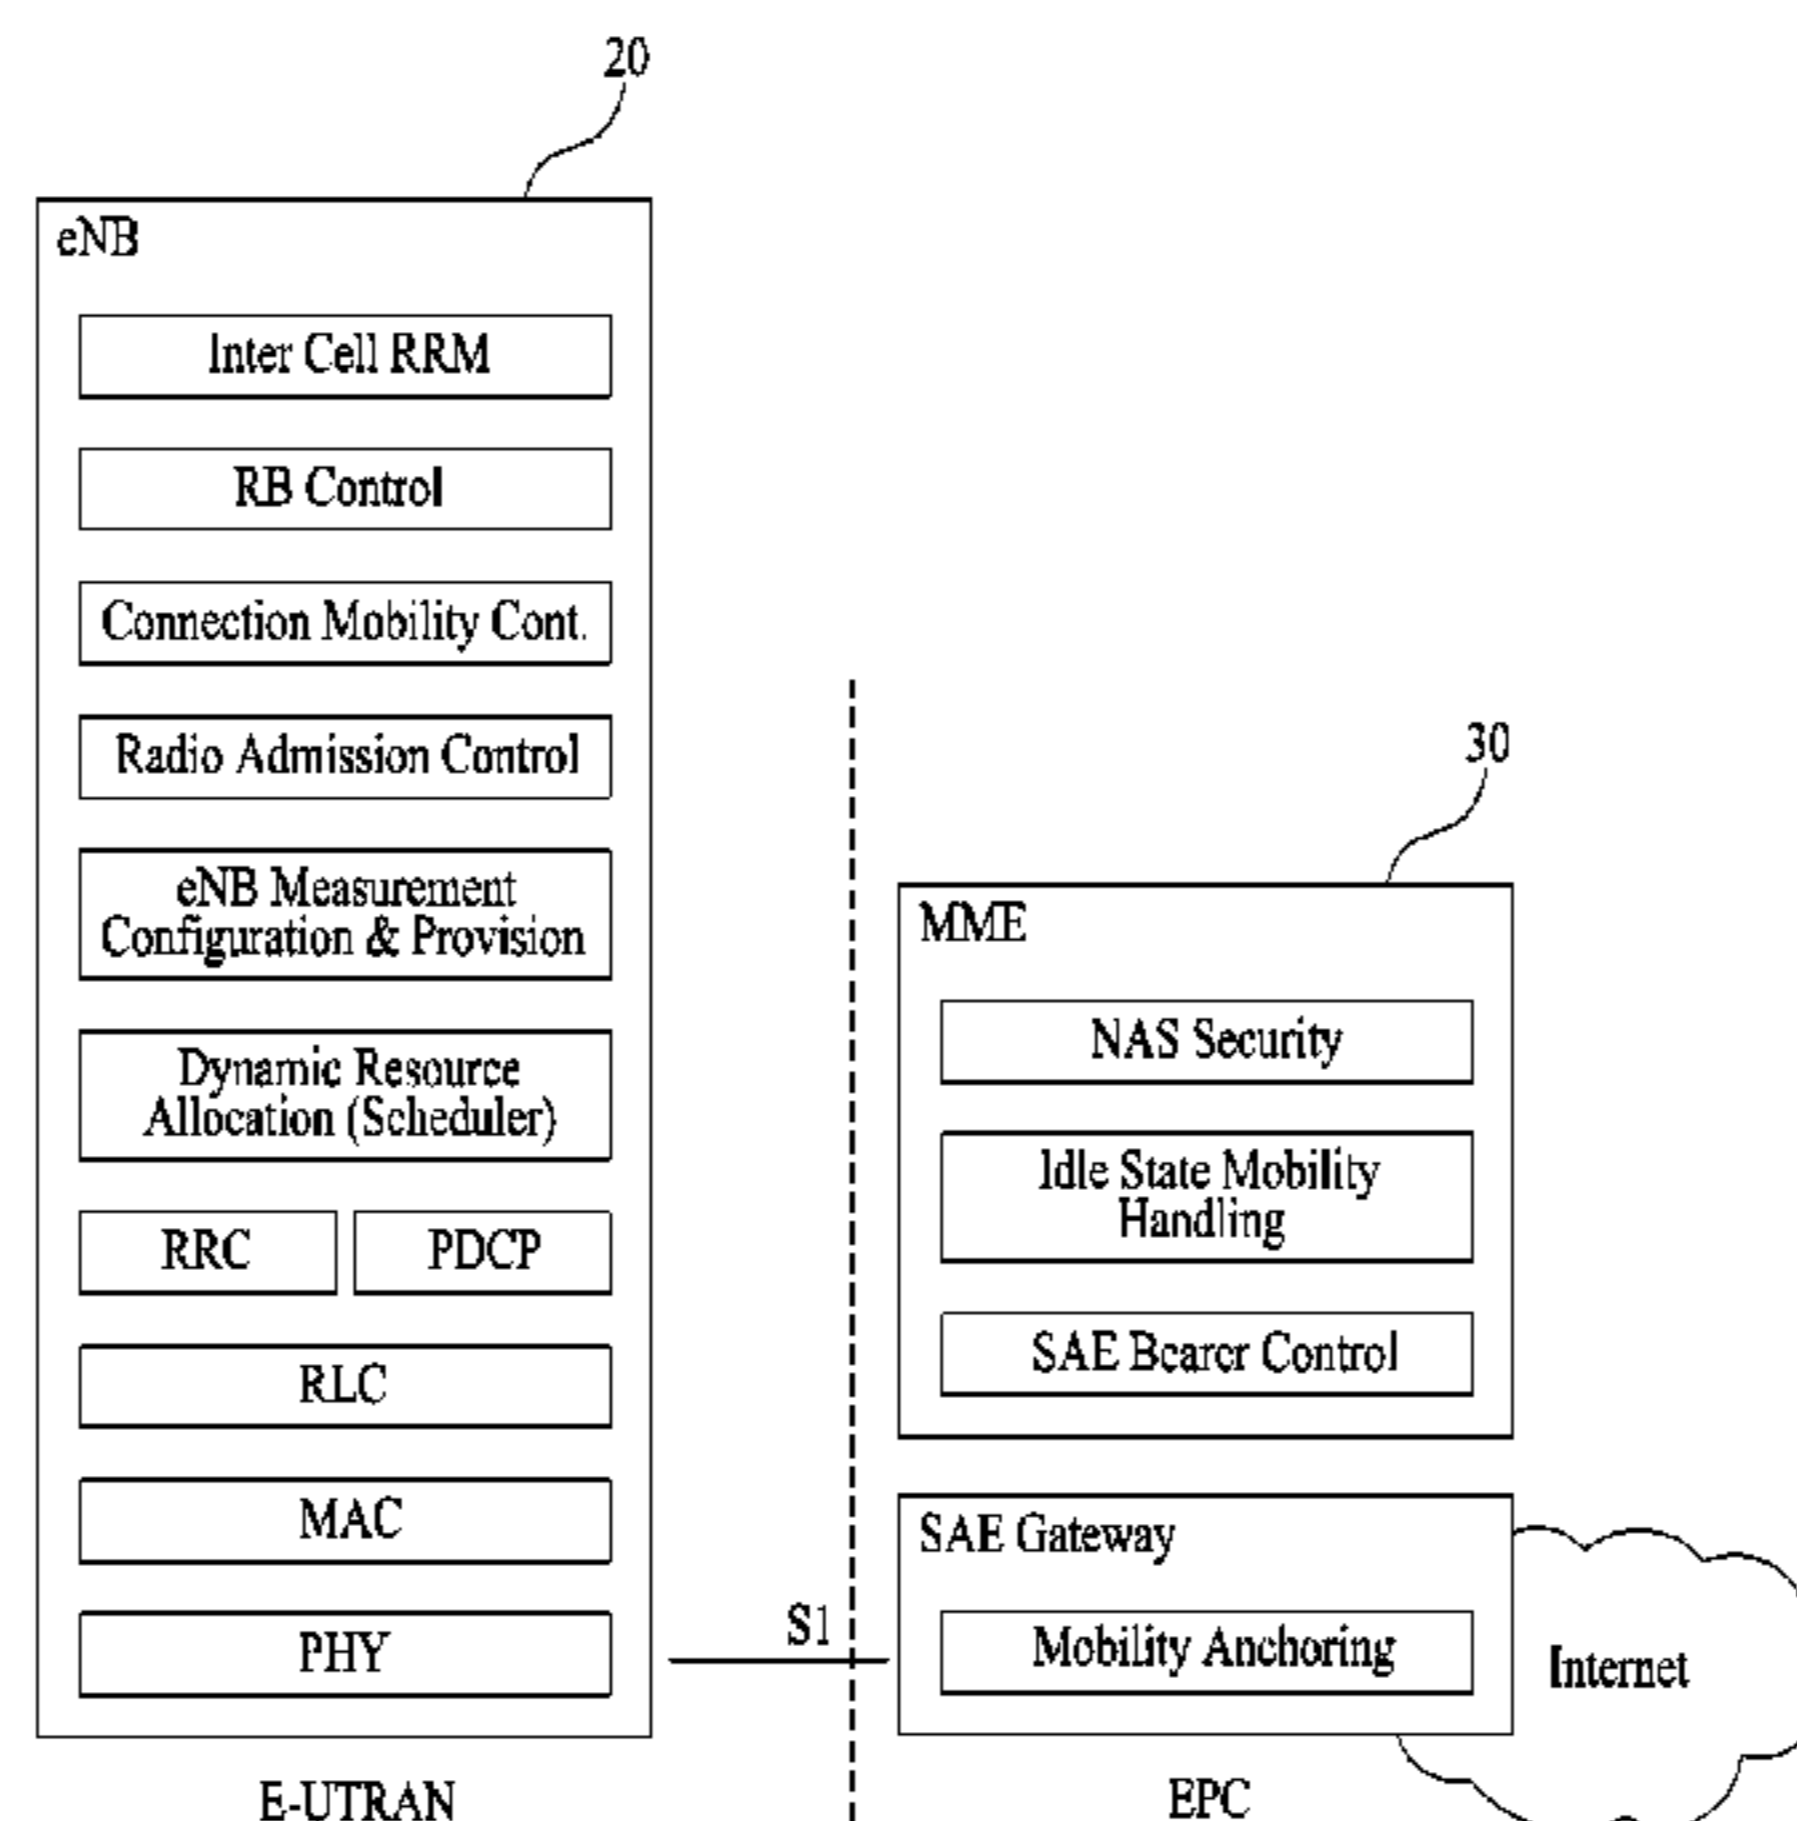 20
eNB
Inter Cell RRM
RB Control
Connection Mobility Cont.
Radio Admission Control
eNB Measurement
Configuration & Provision
Dynamic Resource
Allocation (Scheduler)
RRC
PDCP
RLC
MAC
PHY
E-UTRAN
S1
30
MME
NAS Security
Idle State Mobility
Handling
SAE Bearer Control
SAE Gateway
Mobility Anchoring
Internet
EPC